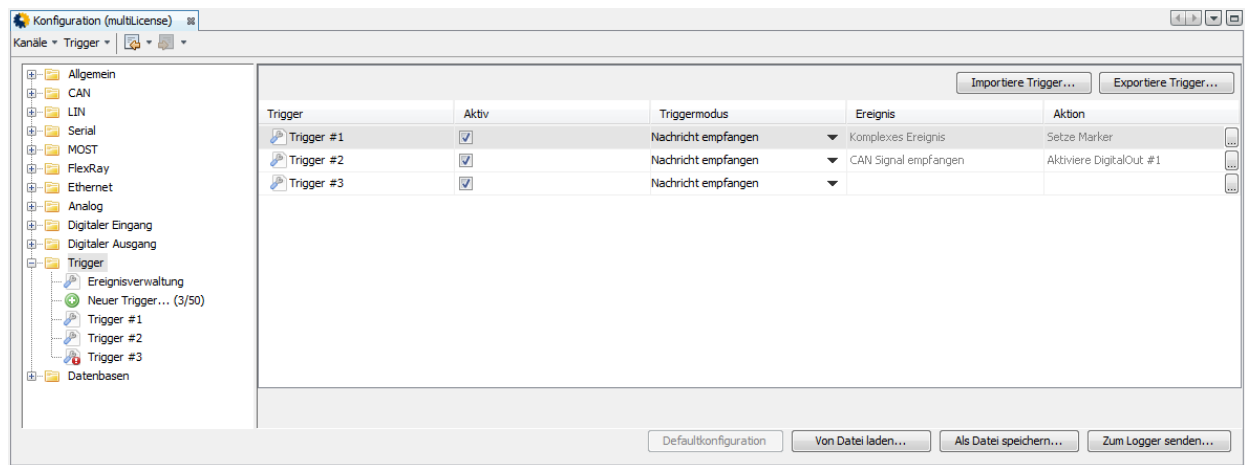 Konfiguration (multiLicense)
Kanäle Trigger
Allgemein
CAN
LIN
Serial
MOST
FlexRay
Ethernet
Analog
Digitaler Eingang
Digitaler Ausgang
Trigger
Ereignisverwaltung
Neuer Trigger... (3/50)
Trigger #1
Trigger #2
Trigger #3
Datenbasen
Importiere Trigger... Exportiere Trigger...
Trigger Aktiv Triggermodus Ereignis Aktion
Trigger #1 Nachricht empfangen Komplexes Ereignis Setze Marker ...
Trigger #2 Nachricht empfangen CAN Signal empfangen Aktiviere DigitalOut #1 ...
Trigger #3 Nachricht empfangen ...
Defaultkonfiguration Von Datei laden... Als Datei speichern... Zum Logger senden...